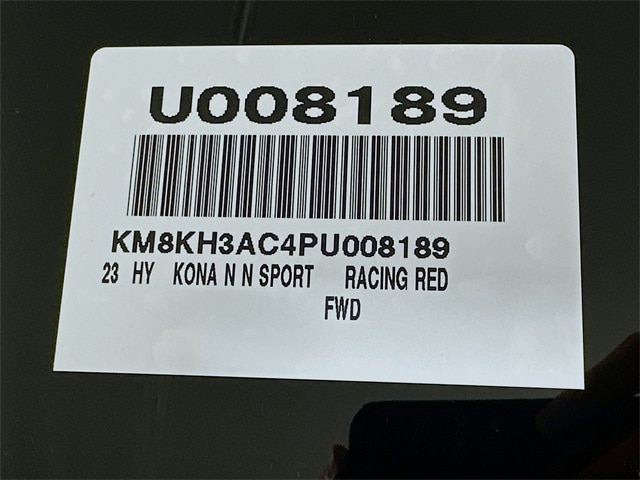 U008189
KM8KH3AC4PU008189
23 HY KONA N N SPORT RACING RED
FWD